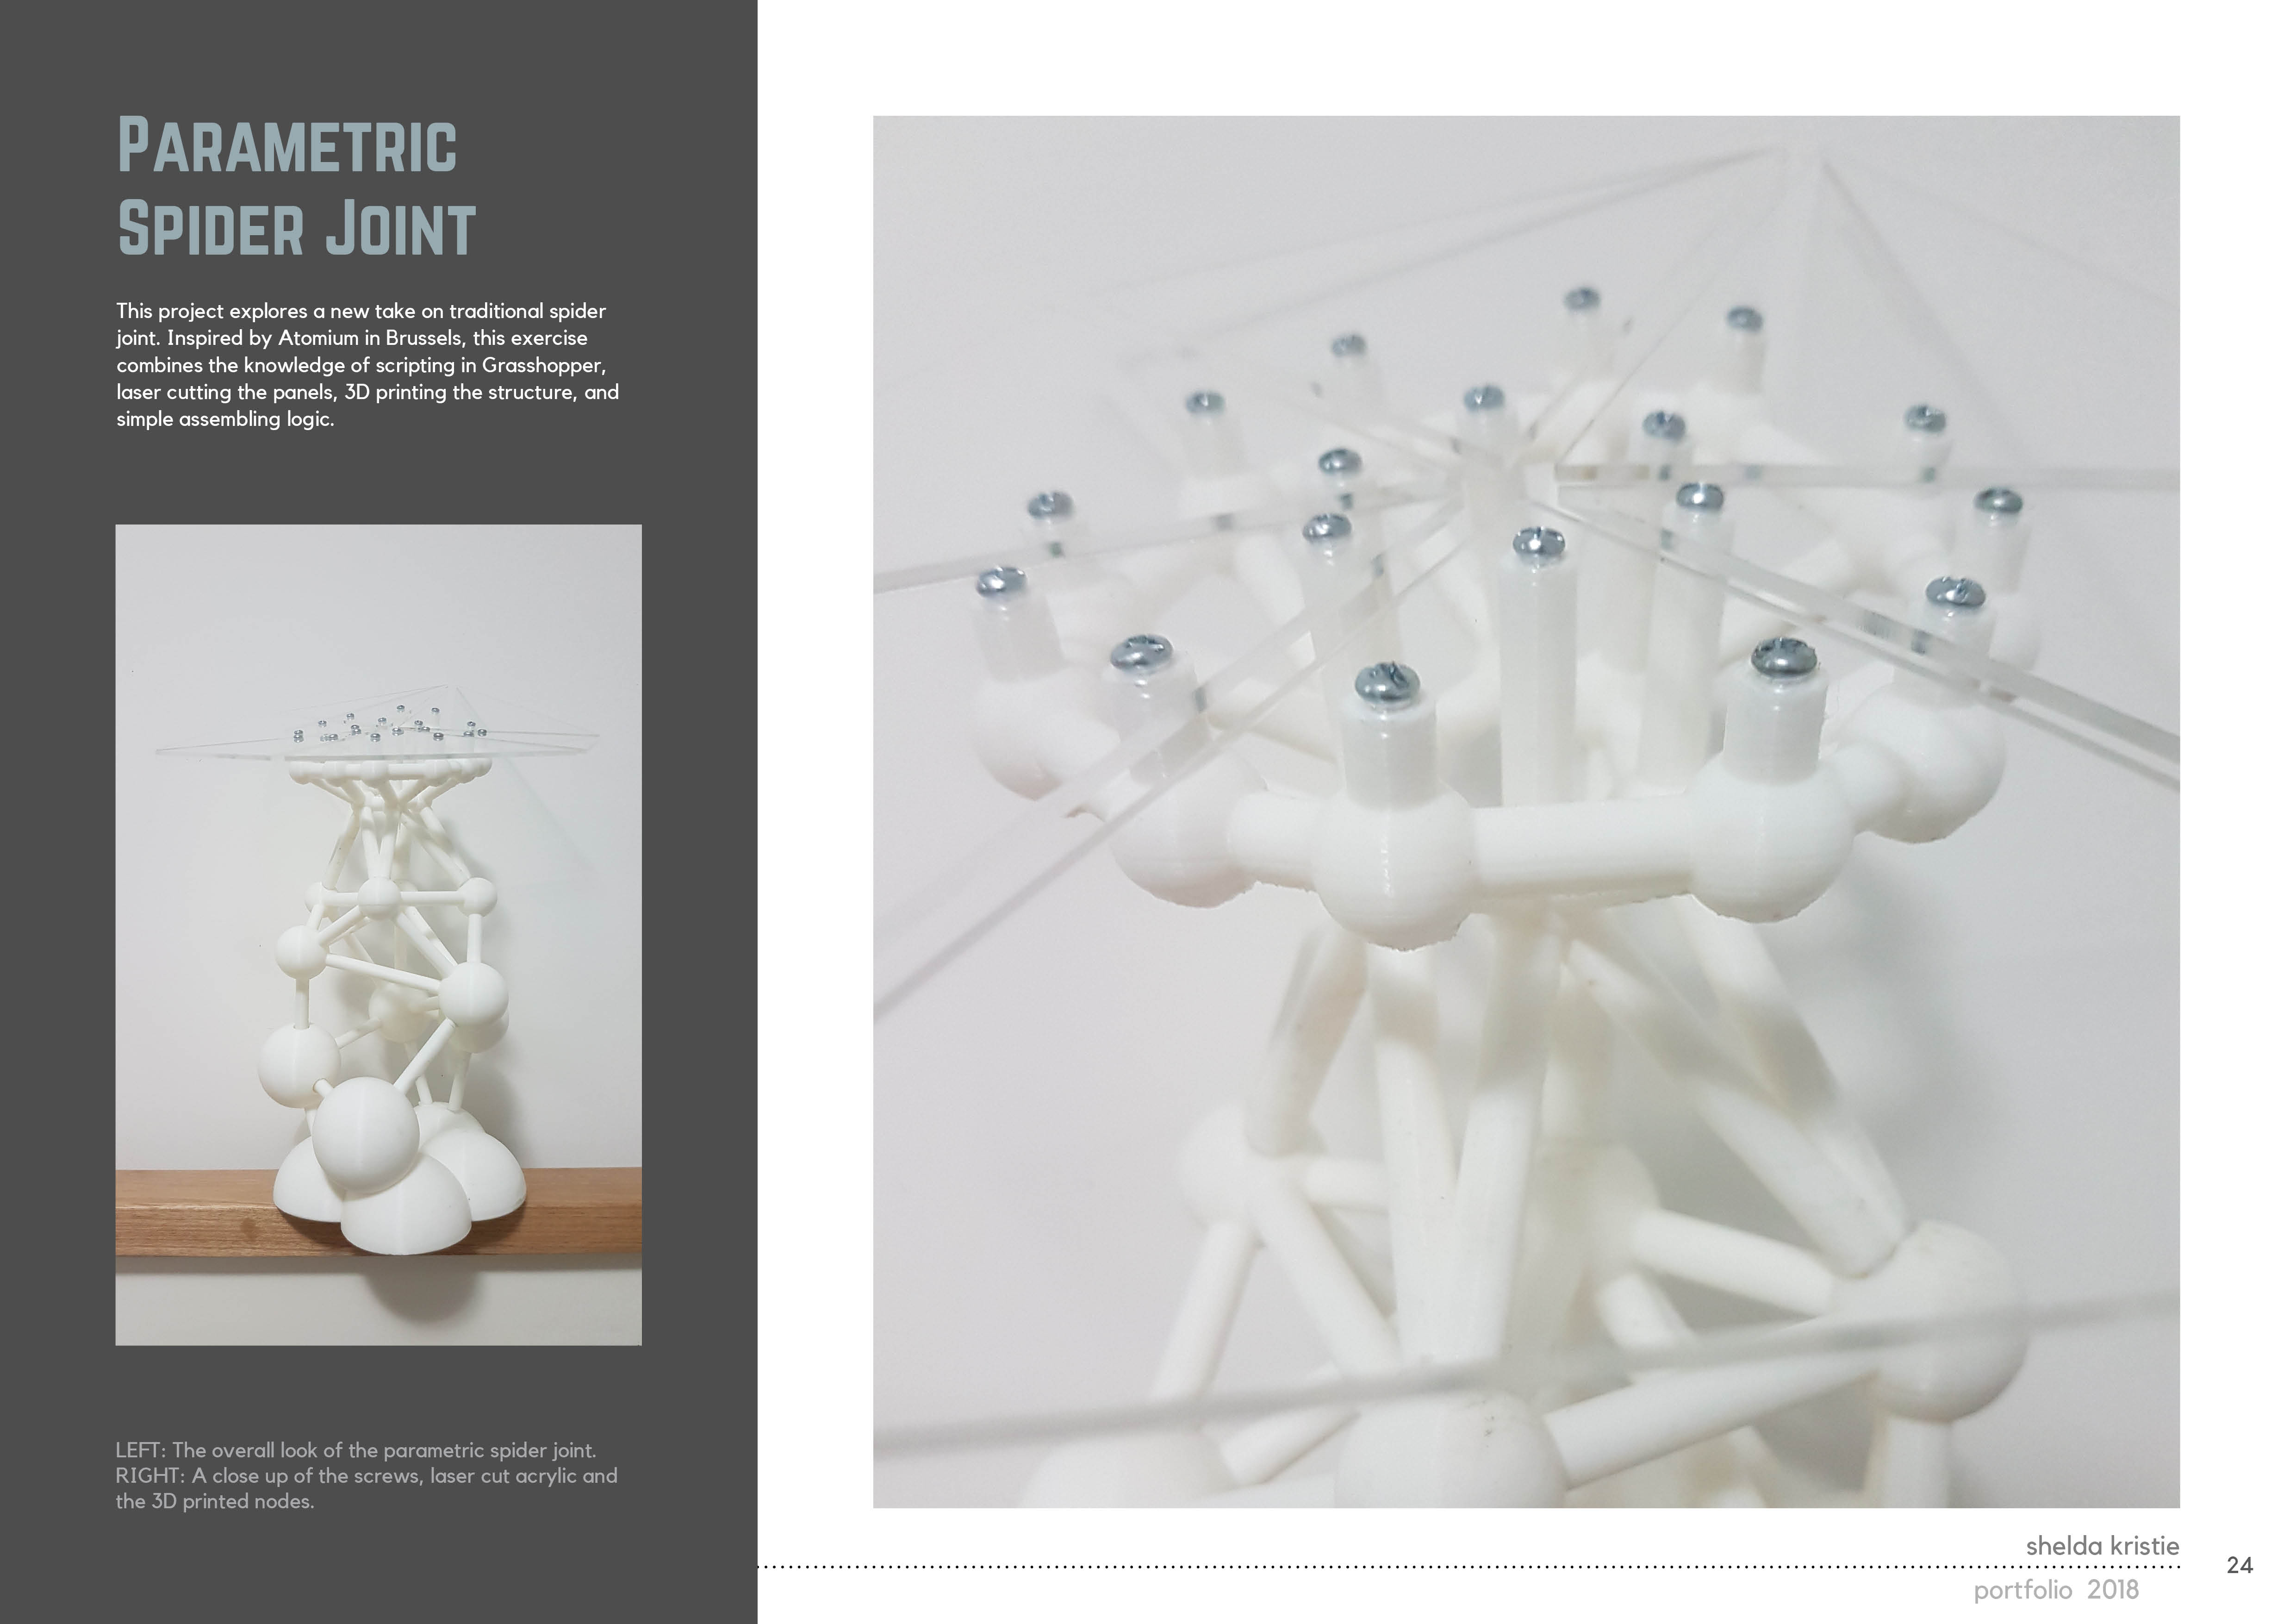 PARAMETRIC
SPIDER JOINT
This project explores a new take on traditional spider
joint. Inspired by Atomium in Brussels, this exercise
combines the knowledge of scripting in Grasshopper,
laser cutting the panels, 3D printing the structure, and
simple assembling logic.
LEFT: The overall look of the parametric spider joint.
RIGHT: A close up of the screws, laser cut acrylic and
the 3D printed nodes.
shelda kristie
24
portfolio 2018